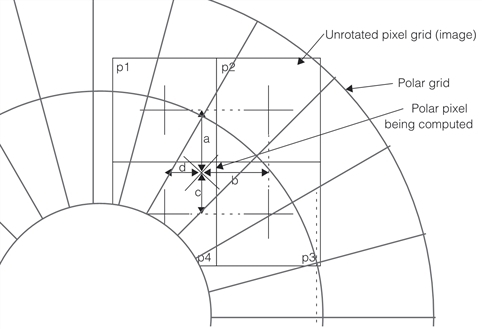 Unrotated pixel grid (image)
p1
p2
Polar grid
Polar pixel
being computed
a
d
b
c
p4
p3